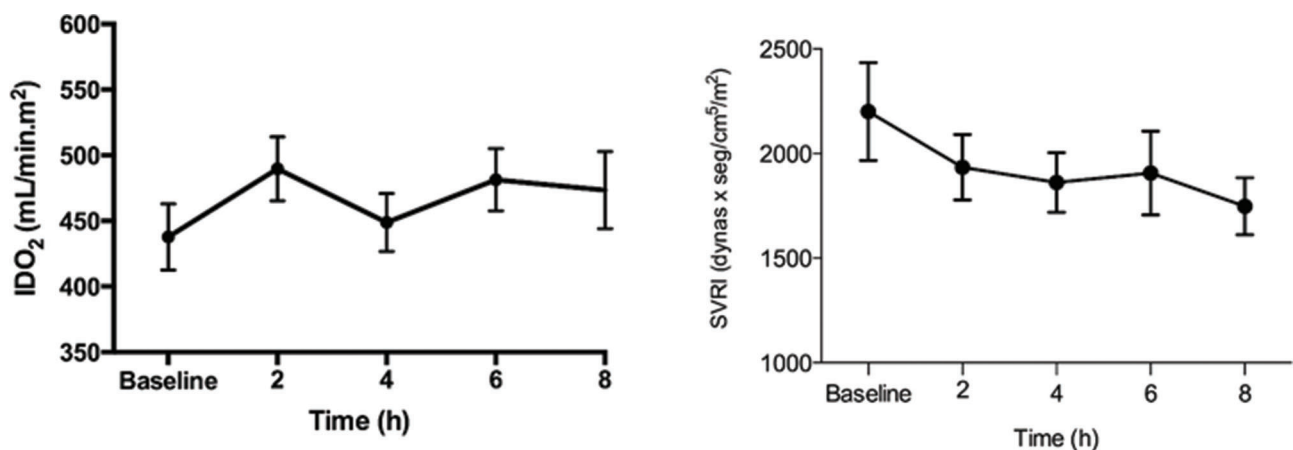 600
550
500
450
400
350
IDO₂ (mL/min.m²)
Baseline 2 4 6 8
Time (h)
2500
2000
1500
1000
SVRI (dynas x seg/cm⁵/m²)
Baseline 2 4 6 8
Time (h)